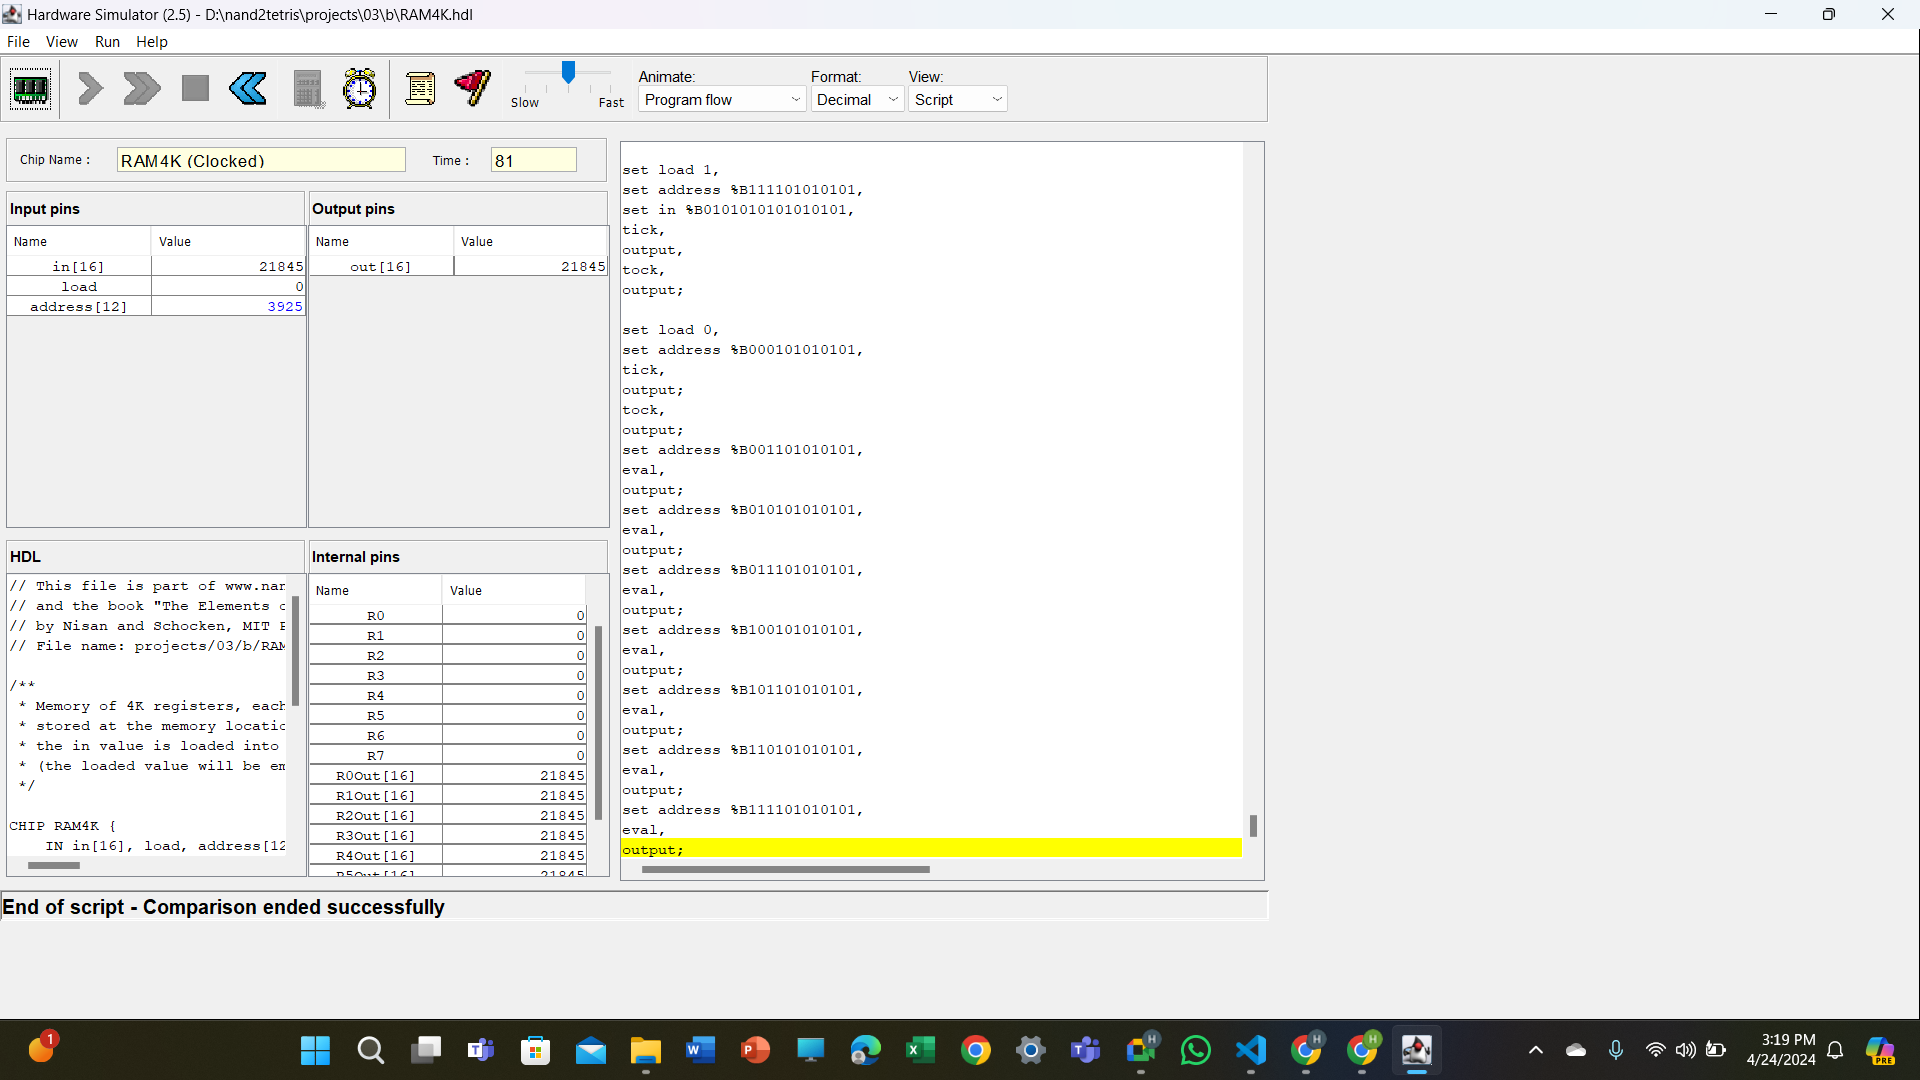 Hardware Simulator (2.5) - D:\nand2tetris\projects\03\b\RAM4K.hdl
File View Run Help
Slow Fast
Animate: Format: View:
Program flow Decimal Script
Chip Name : RAM4K (Clocked) Time : 81
Input pins
Name Value
in[16] 21845
load 0
address[12] 3925
Output pins
Name Value
out[16] 21845
HDL
// This file is part of www.nan
// and the book "The Elements o
// by Nisan and Schocken, MIT P
// File name: projects/03/b/RAM
/**
* Memory of 4K registers, each
* stored at the memory locatio
* the in value is loaded into
* (the loaded value will be em
*/
CHIP RAM4K {
IN in[16], load, address[12
Internal pins
Name Value
R0 0
R1 0
R2 0
R3 0
R4 0
R5 0
R6 0
R7 0
R0Out[16] 21845
R1Out[16] 21845
R2Out[16] 21845
R3Out[16] 21845
R4Out[16] 21845
R5Out[16] 21845
set load 1,
set address %B111101010101,
set in %B0101010101010101,
tick,
output,
tock,
output;
set load 0,
set address %B000101010101,
tick,
output;
tock,
output;
set address %B001101010101,
eval,
output;
set address %B010101010101,
eval,
output;
set address %B011101010101,
eval,
output;
set address %B100101010101,
eval,
output;
set address %B101101010101,
eval,
output;
set address %B110101010101,
eval,
output;
set address %B111101010101,
eval,
output;
End of script - Comparison ended successfully
1
H
H
H
3:19 PM
4/24/2024
PRE